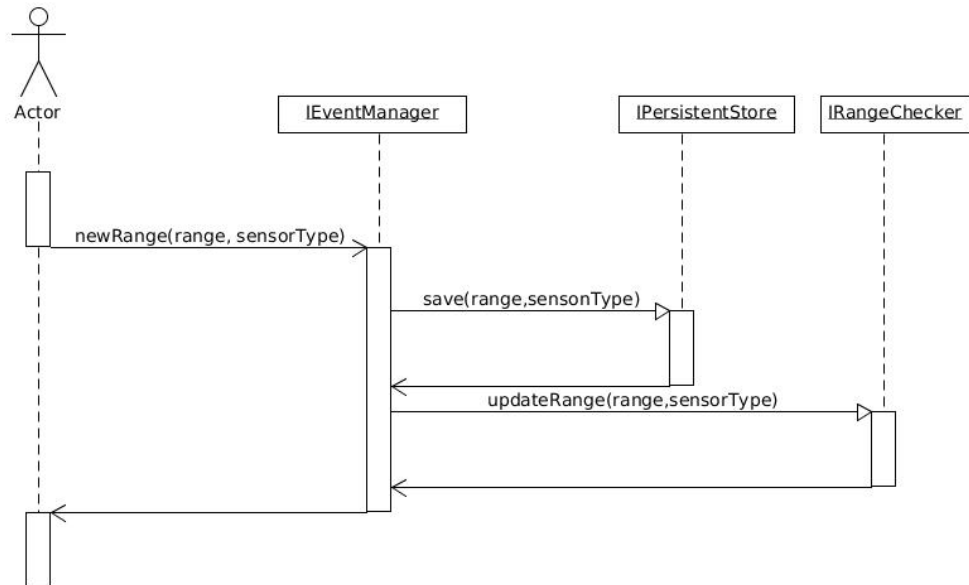 Actor
IEventManager
IPersistentStore
IRangeChecker
newRange(range, sensorType)
save(range,sensonType)
updateRange(range,sensorType)